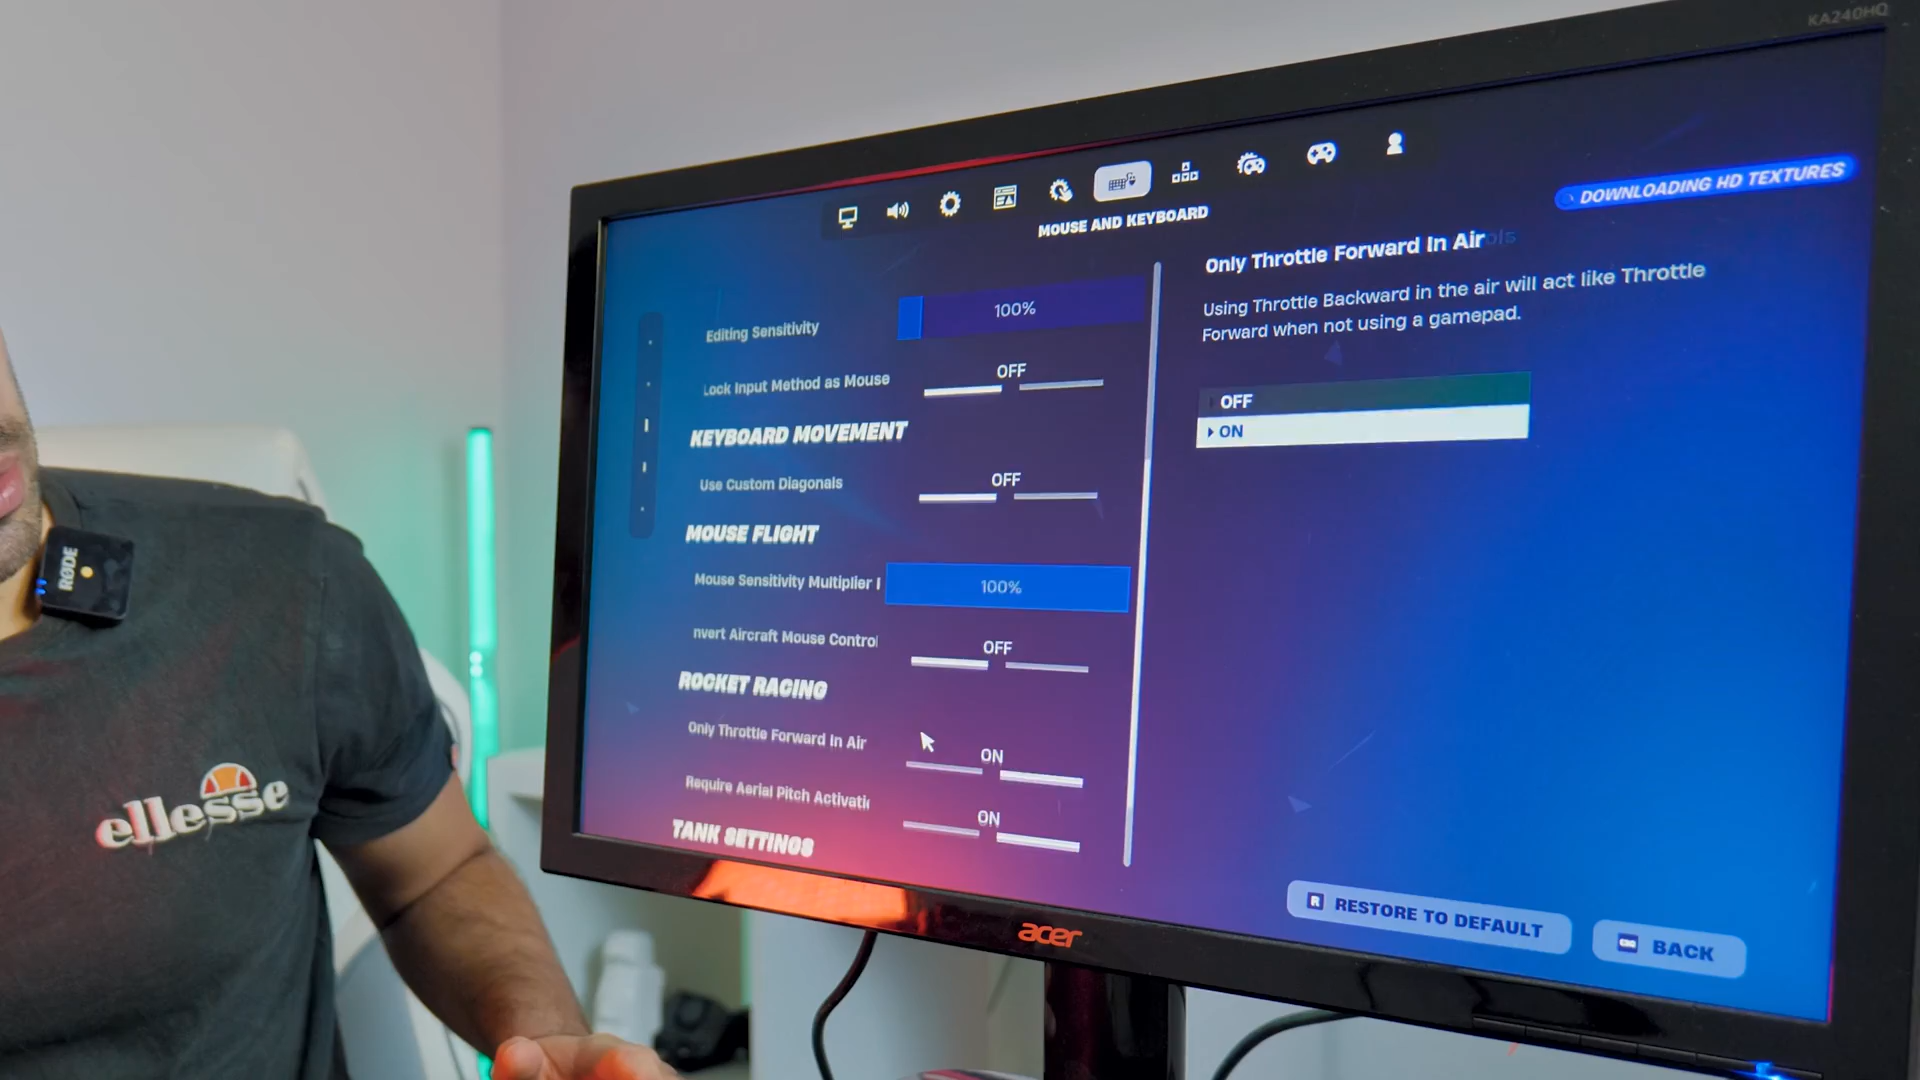 KA240HQ
DOWNLOADING HD TEXTURES
MOUSE AND KEYBOARD
Editing Sensitivity
100%
Lock Input Method as Mouse
OFF
KEYBOARD MOVEMENT
Use Custom Diagonals
OFF
MOUSE FLIGHT
Mouse Sensitivity Multiplier
100%
nvert Aircraft Mouse Control
OFF
ROCKET RACING
Only Throttle Forward In Air
ON
Require Aerial Pitch Activati
ON
TANK SETTINGS
Only Throttle Forward In Air
Using Throttle Backward in the air will act like Throttle
Forward when not using a gamepad.
OFF
ON
R RESTORE TO DEFAULT
ESC BACK
acer
RØDE
ellesse